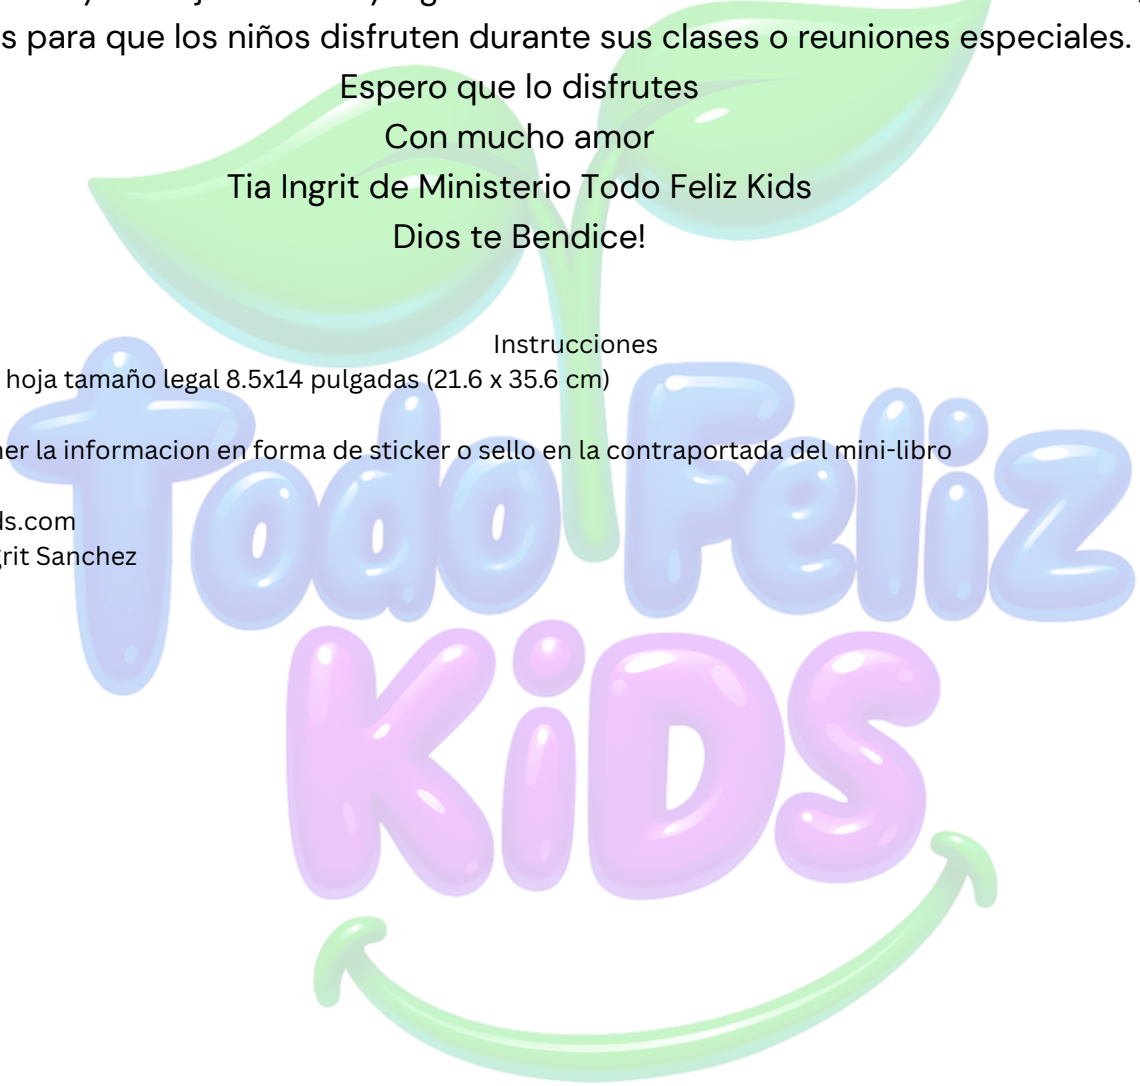 s para que los niños disfruten durante sus clases o reuniones especiales.
Espero que lo disfrutes
Con mucho amor
Tia Ingrit de Ministerio Todo Feliz Kids
Dios te Bendice!
Instrucciones
hoja tamaño legal 8.5x14 pulgadas (21.6 x 35.6 cm)
la informacion en forma de sticker o sello en la contraportada del mini-libro
ds.com
grit Sanchez
Todo Feliz
KiDS